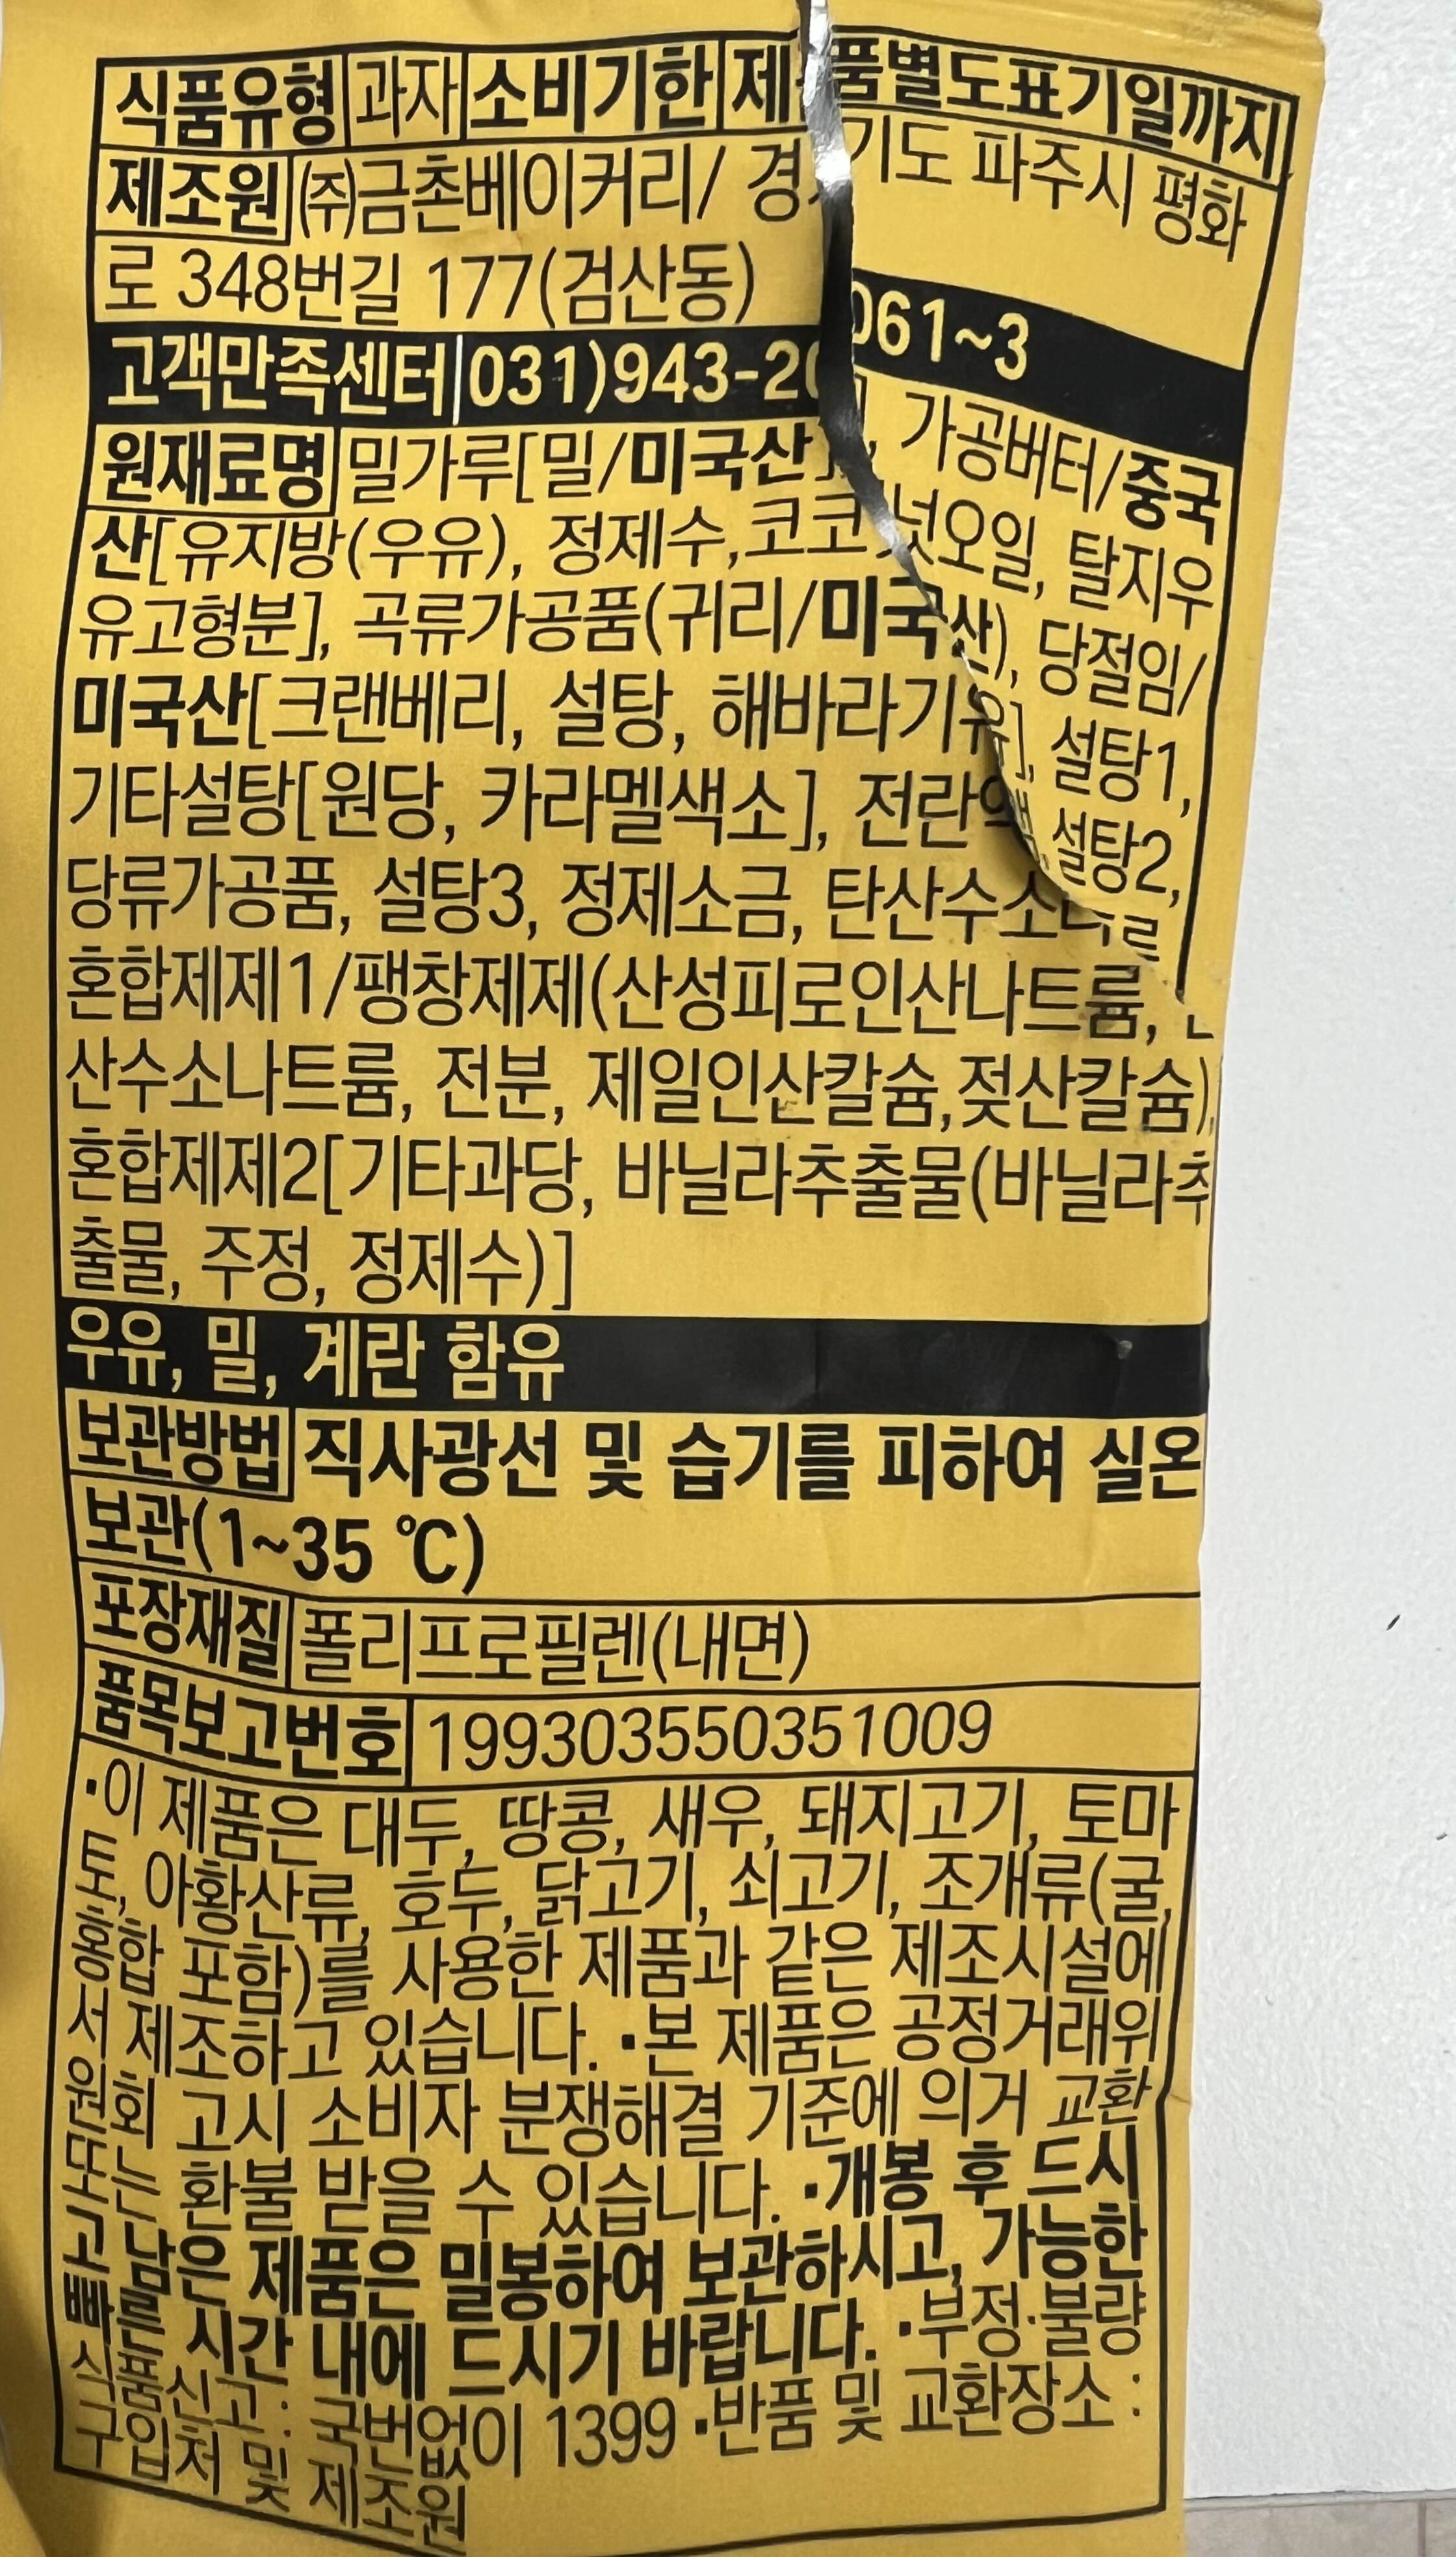 식품유형 과자 소비기한 제품별도표기일까지
제조원 ㈜금촌베이커리/ 경기도 파주시 평화
로 348번길 177(검산동)
고객만족센터 031)943-2061~3
원재료명 밀가루[밀/미국산], 가공버터/중국
산[유지방(우유), 정제수,코코넛오일, 탈지우
유고형분], 곡류가공품(귀리/미국산), 당절임/
미국산[크랜베리, 설탕, 해바라기유], 설탕1,
기타설탕[원당, 카라멜색소], 전란액, 설탕2,
당류가공품, 설탕3, 정제소금,
혼합제제1/팽창제제(산성피로인산나트륨,
산수소나트륨, 전분, 제일인산칼슘,젖산칼슘),
혼합제제2[기타과당, 바닐라추출물(바닐라추
출물, 주정, 정제수)]
우유, 밀, 계란 함유
보관방법 직사광선 및 습기를 피하여 실온
보관(1~35 ℃)
포장재질 폴리프로필렌(내면)
품목보고번호 199303550351009
·이 제품은 대두, 땅콩, 새우, 돼지고기, 토마
토, 아황산류, 호두, 닭고기, 쇠고기, 조개류(굴,
홍합 포함)를 사용한 제품과 같은 제조시설에
서 제조하고 있습니다. ·본 제품은 공정거래위
원회 고시 소비자 분쟁해결 기준에 의거 교환
또는 환불 받을 수 있습니다. ·개봉 후 드시
고 남은 제품은 밀봉하여 보관하시고, 가능한
빠른 시간 내에 드시기 바랍니다. ·부정·불량
식품신고 : 국번없이 1399 ·반품 및 교환장소 :
구입처 및 제조원